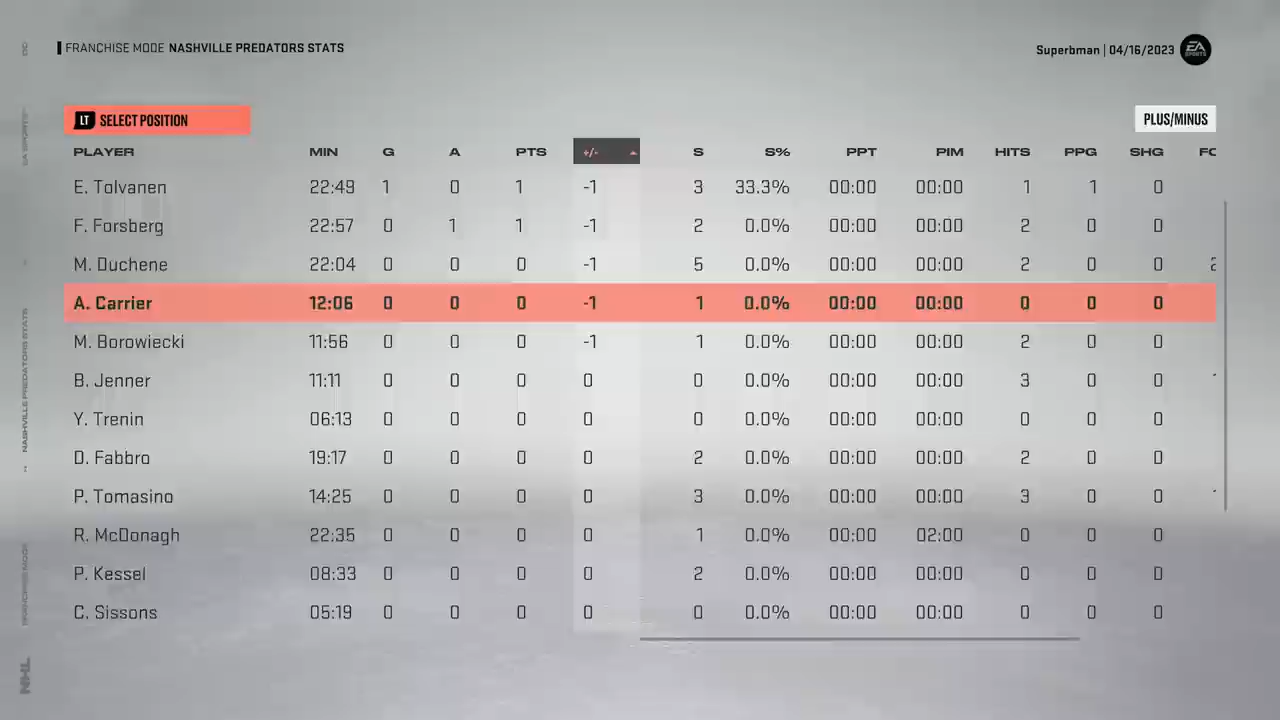 FRANCHISE MODE NASHVILLE PREDATORS STATS
Superbman | 04/16/2023 EA SPORTS
LT SELECT POSITION
PLUS/MINUS
PLAYER MIN G A PTS +/- S S% PPT PIM HITS PPG SHG
E. Tolvanen 22:49 1 0 1 -1 3 33.3% 00:00 00:00 1 1 0
F. Forsberg 22:57 0 1 1 -1 2 0.0% 00:00 00:00 2 0 0
M. Duchene 22:04 0 0 0 -1 5 0.0% 00:00 00:00 2 0 0
A. Carrier 12:06 0 0 0 -1 1 0.0% 00:00 00:00 0 0 0
M. Borowiecki 11:56 0 0 0 -1 1 0.0% 00:00 00:00 2 0 0
B. Jenner 11:11 0 0 0 0 0 0.0% 00:00 00:00 3 0 0
Y. Trenin 06:13 0 0 0 0 0 0.0% 00:00 00:00 0 0 0
D. Fabbro 19:17 0 0 0 0 2 0.0% 00:00 00:00 2 0 0
P. Tomasino 14:25 0 0 0 0 3 0.0% 00:00 00:00 3 0 0
R. McDonagh 22:35 0 0 0 0 1 0.0% 00:00 02:00 0 0 0
P. Kessel 08:33 0 0 0 0 2 0.0% 00:00 00:00 0 0 0
C. Sissons 05:19 0 0 0 0 0 0.0% 00:00 00:00 0 0 0
NHL
FRANCHISE MODE
NASHVILLE PREDATORS STATS
EA SPORTS